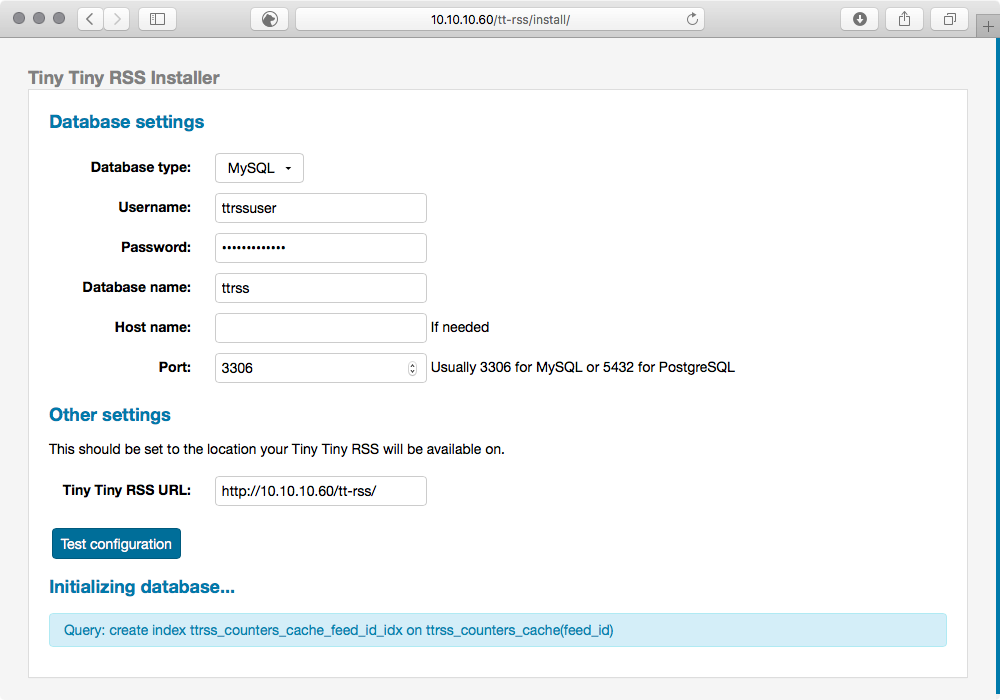 10.10.10.60/tt-rss/install/
Tiny Tiny RSS Installer
Database settings
Database type: MySQL
Username: ttrssuser
Password: •••••••••••••
Database name: ttrss
Host name: If needed
Port: 3306 Usually 3306 for MySQL or 5432 for PostgreSQL
Other settings
This should be set to the location your Tiny Tiny RSS will be available on.
Tiny Tiny RSS URL: http://10.10.10.60/tt-rss/
Test configuration
Initializing database...
Query: create index ttrss_counters_cache_feed_id_idx on ttrss_counters_cache(feed_id)